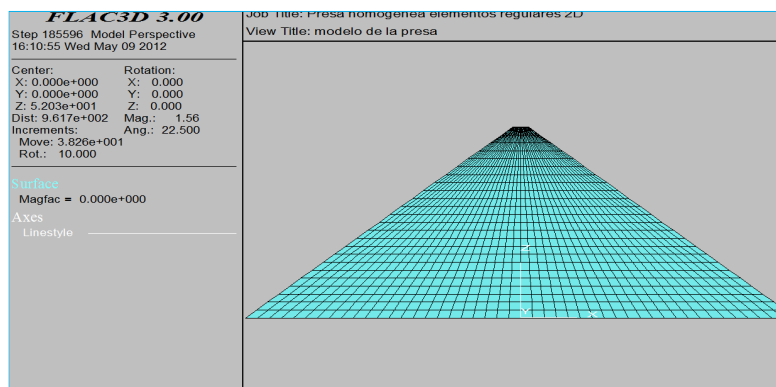 FLAC3D 3.00
Step 185596 Model Perspective
16:10:55 Wed May 09 2012
Center:
X: 0.000e+000
Y: 0.000e+000
Z: 5.203e+001
Dist: 9.617e+002
Increments:
Move: 3.826e+001
Rot.: 10.000
Rotation:
X: 0.000
Y: 0.000
Z: 0.000
Mag.: 1.56
Ang.: 22.500
Surface
Magfac = 0.000e+000
Axes
Linestyle
Job Title: Presa homogenea elementos regulares 2D
View Title: modelo de la presa
Z
Y
X